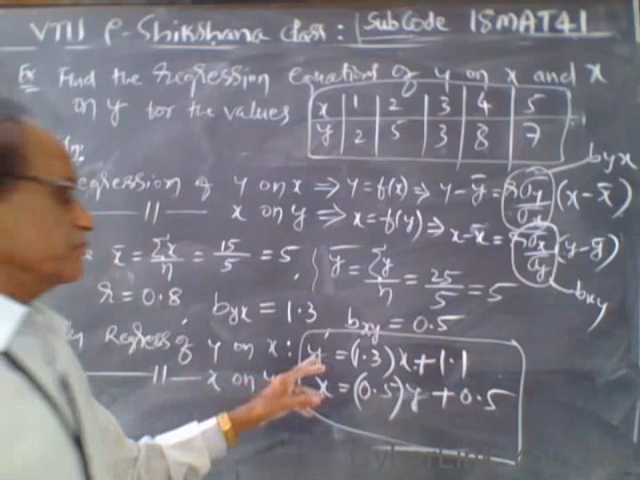 VTU e-Shikshana class: Sub Code 15MAT41
Ex Find the regression equations of y on x and x
on y for the values
x | 1 | 2 | 3 | 4 | 5
y | 2 | 5 | 3 | 8 | 7
byx
egression of y on x ⇒ y = f(x) ⇒ y - ȳ = r σy/σx (x - x̄)
——11—— x on y ⇒ x = f(y) ⇒ x - x̄ = r σx/σy (y - ȳ)
bxy
x̄ = Σx/n = 15/5 = 5, ȳ = Σy/n = 25/5 = 5
r = 0.8, byx = 1.3 bxy = 0.5
Regress of y on x: y = (1.3)x + 1.1
——11—— x on y x = (0.5)y + 0.5